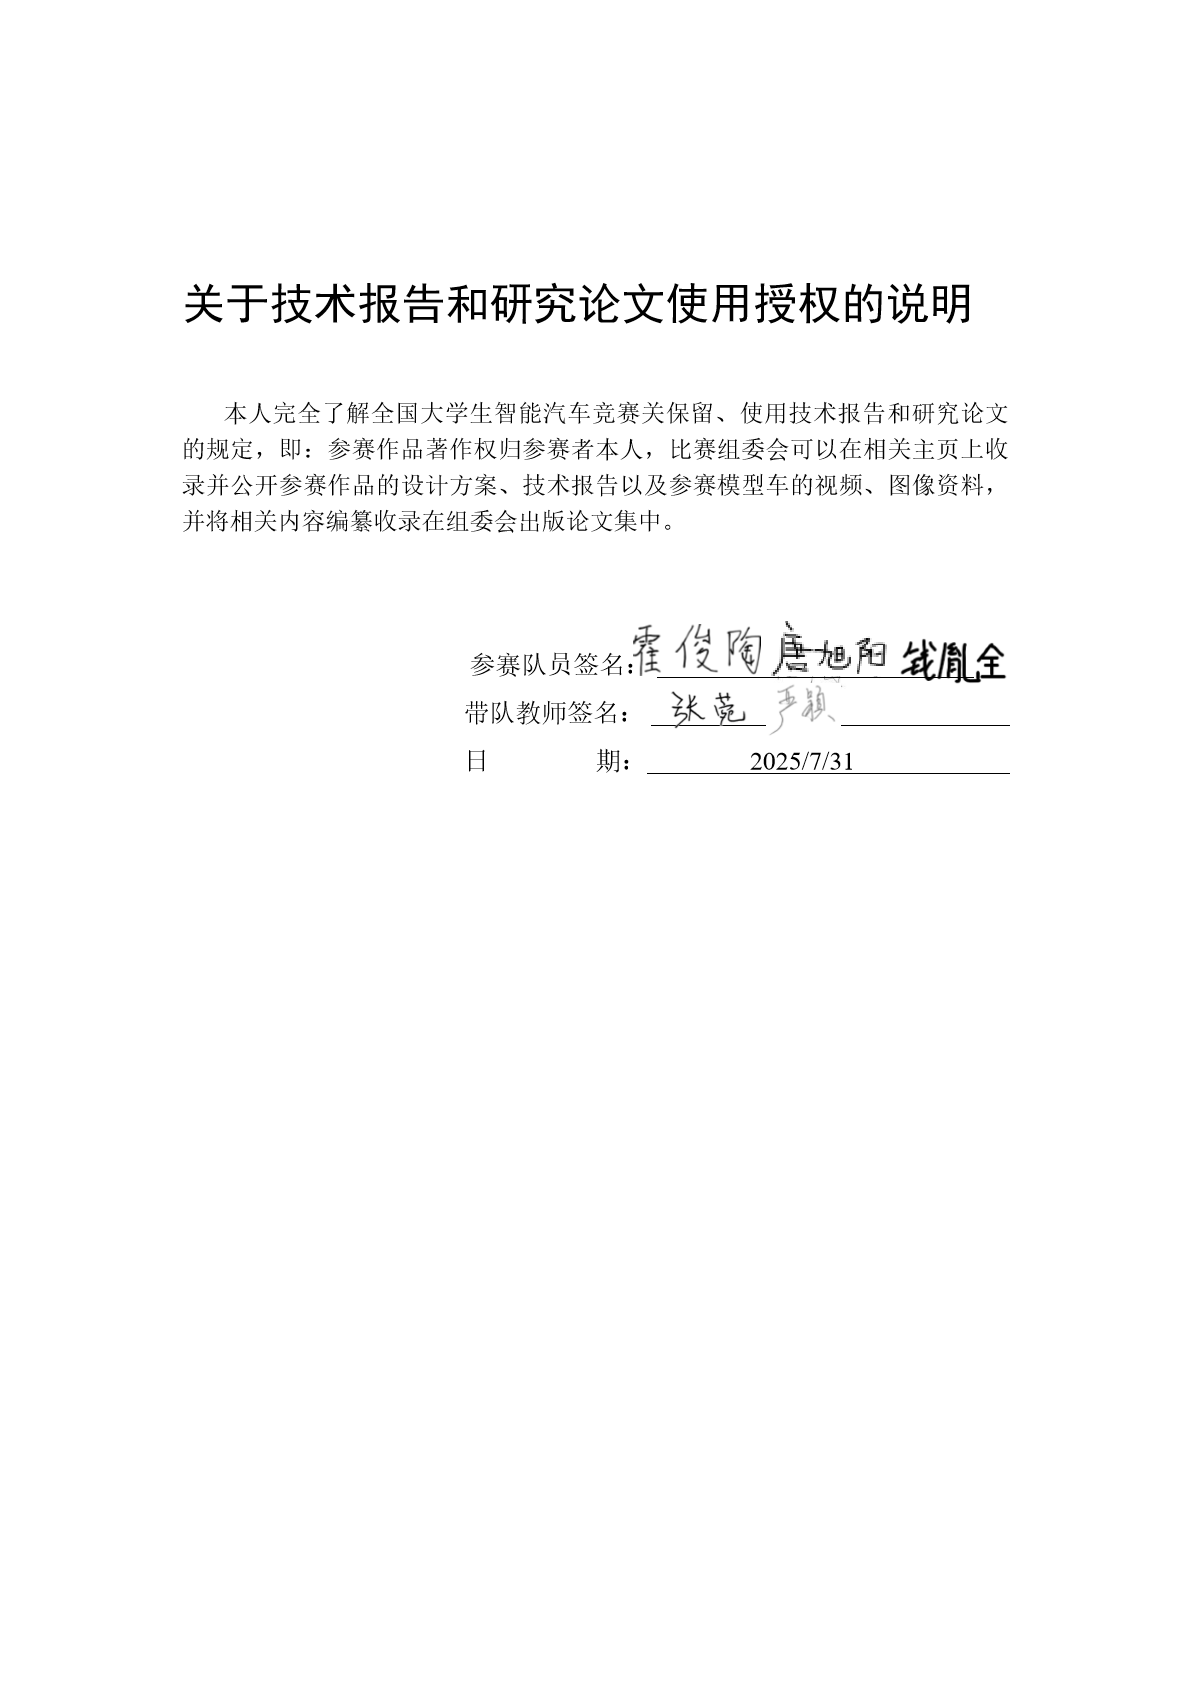 关于技术报告和研究论文使用授权的说明
本人完全了解全国大学生智能汽车竞赛关保留、使用技术报告和研究论文
的规定，即：参赛作品著作权归参赛者本人，比赛组委会可以在相关主页上收
录并公开参赛作品的设计方案、技术报告以及参赛模型车的视频、图像资料，
并将相关内容编纂收录在组委会出版论文集中。
参赛队员签名：霍俊陶 唐旭阳 钱胤全
带队教师签名： 张菀 严颖
日 期： 2025/7/31